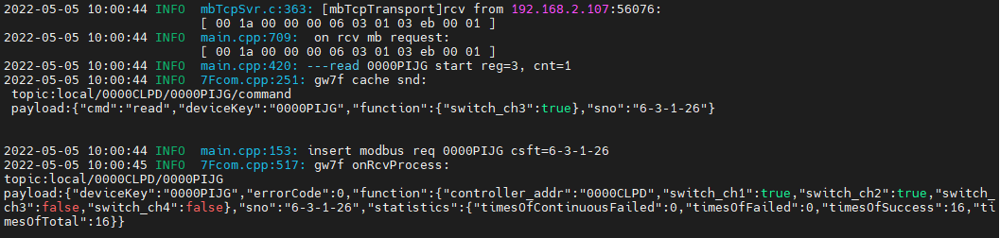 2022-05-05 10:00:44 INFO  mbTcpSvr.c:363: [mbTcpTransport]rcv from 192.168.2.107:56076:
[ 00 1a 00 00 00 06 03 01 03 eb 00 01 ]
2022-05-05 10:00:44 INFO  main.cpp:709:  on rcv mb request:
[ 00 1a 00 00 00 06 03 01 03 eb 00 01 ]
2022-05-05 10:00:44 INFO  main.cpp:420: ---read 0000PIJG start reg=3, cnt=1
2022-05-05 10:00:44 INFO  7Fcom.cpp:251: gw7f cache snd:
topic:local/0000CLPD/0000PIJG/command
payload:{"cmd":"read","deviceKey":"0000PIJG","function":{"switch_ch3":true},"sno":"6-3-1-26"}
2022-05-05 10:00:44 INFO  main.cpp:153: insert modbus req 0000PIJG csft=6-3-1-26
2022-05-05 10:00:45 INFO  7Fcom.cpp:517: gw7f onRcvProcess:
topic:local/0000CLPD/0000PIJG
payload:{"deviceKey":"0000PIJG","errorCode":0,"function":{"controller_addr":"0000CLPD","switch_ch1":true,"switch_ch2":true,"switch_
ch3":false,"switch_ch4":false},"sno":"6-3-1-26","statistics":{"timesOfContinuousFailed":0,"timesOfFailed":0,"timesOfSuccess":16,"ti
mesOfTotal":16}}